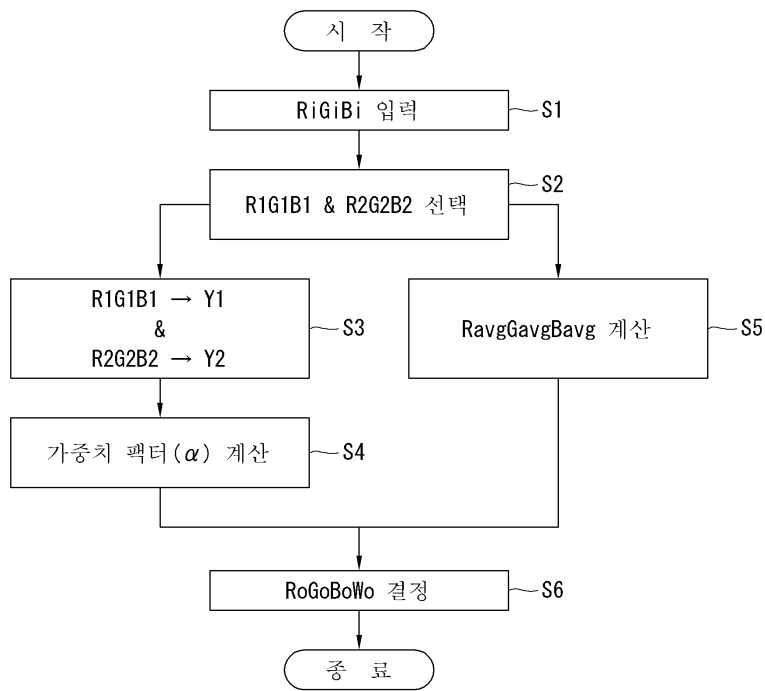 시 작
RiGiBi 입력
S1
R1G1B1 & R2G2B2 선택
S2
R1G1B1 → Y1
&
R2G2B2 → Y2
S3
RavgGavgBavg 계산
S5
가중치 팩터(α) 계산
S4
RoGoBoWo 결정
S6
종 료